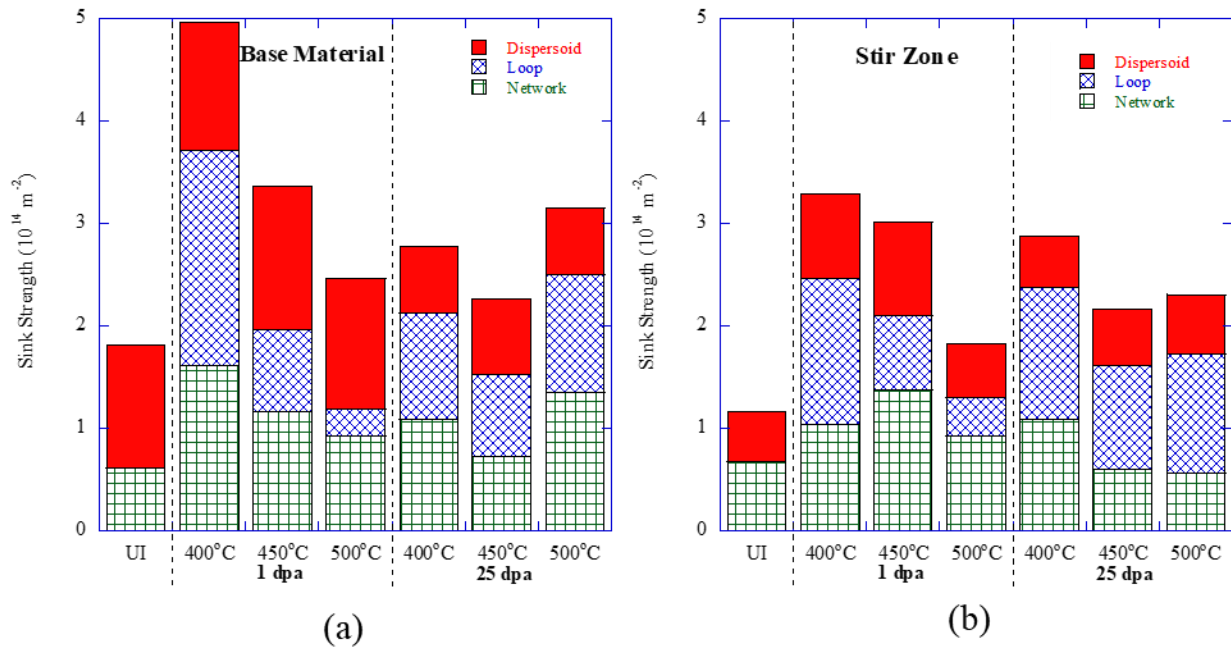 Base Material
Dispersoid
Loop
Network
Sink Strength (10^14 m^-2)
5
4
3
2
1
0
UI 400°C 450°C 500°C 400°C 450°C 500°C
1 dpa 25 dpa
(a)
Stir Zone
Dispersoid
Loop
Network
Sink Strength (10^14 m^-2)
5
4
3
2
1
0
UI 400°C 450°C 500°C 400°C 450°C 500°C
1 dpa 25 dpa
(b)